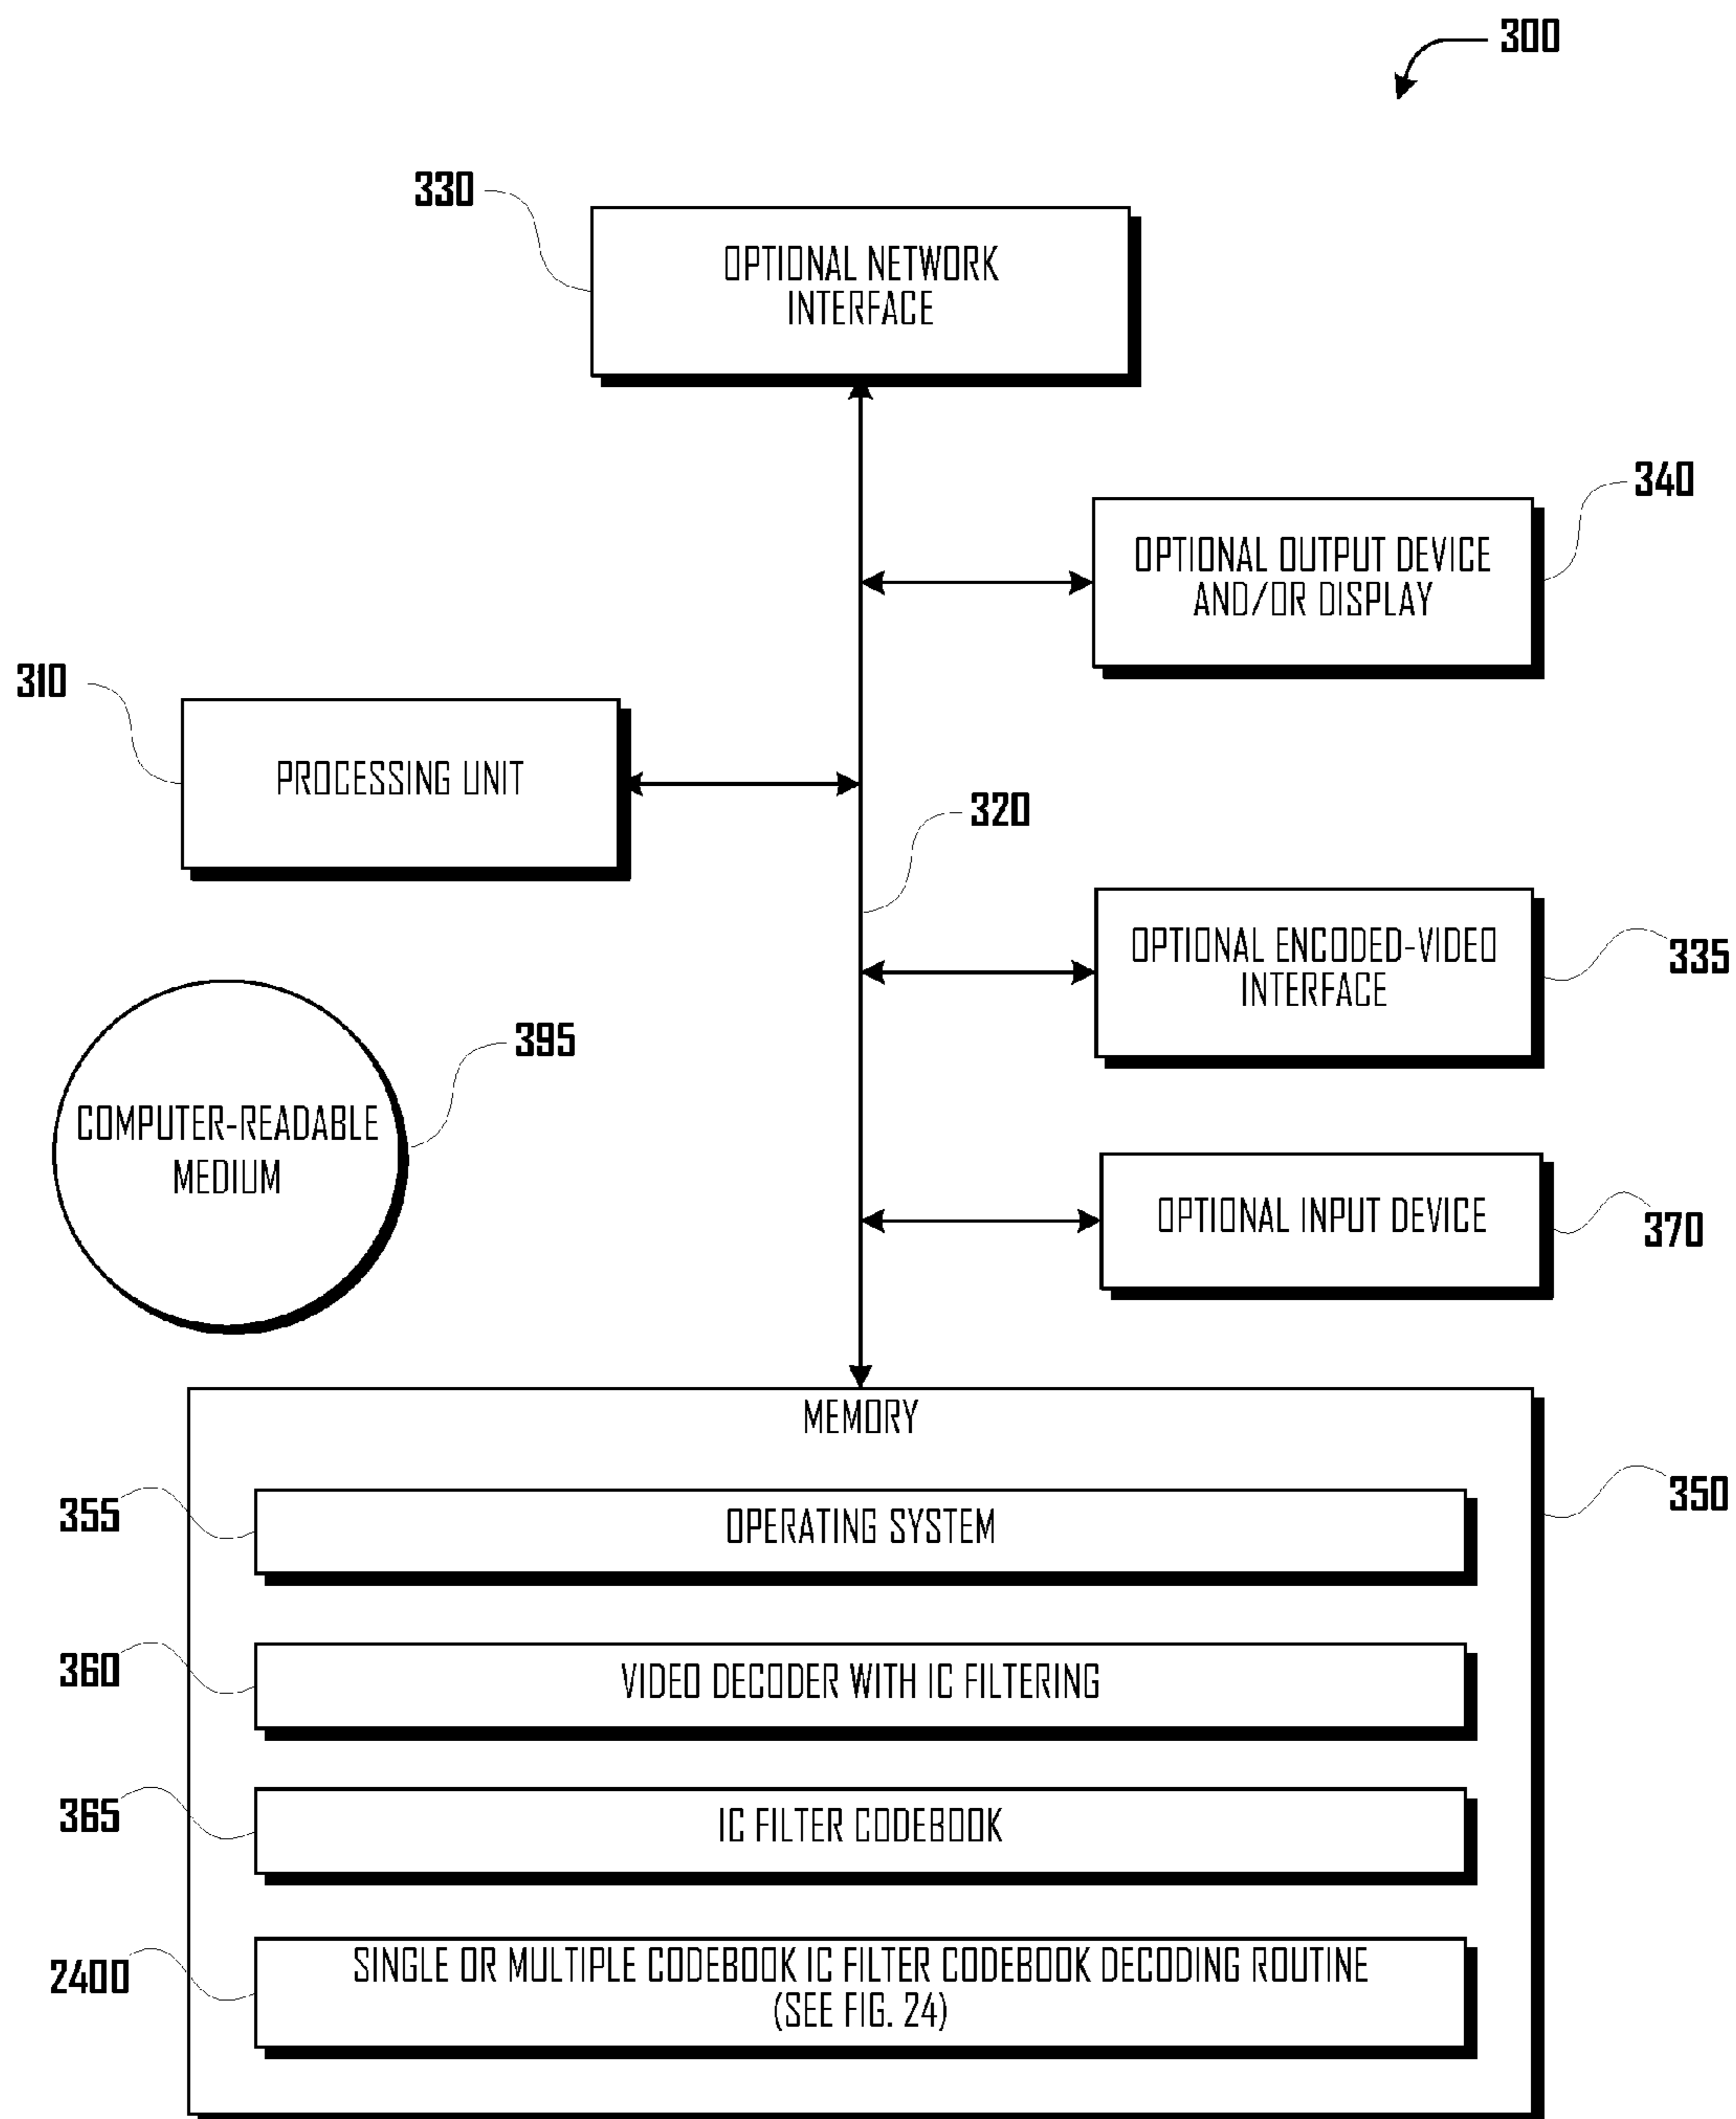 300
330
OPTIONAL NETWORK
INTERFACE
340
OPTIONAL OUTPUT DEVICE
AND/OR DISPLAY
310
PROCESSING UNIT
320
OPTIONAL ENCODED-VIDEO
INTERFACE
335
395
COMPUTER-READABLE
MEDIUM
OPTIONAL INPUT DEVICE
370
MEMORY
350
355
OPERATING SYSTEM
360
VIDEO DECODER WITH IC FILTERING
365
IC FILTER CODEBOOK
2400
SINGLE OR MULTIPLE CODEBOOK IC FILTER CODEBOOK DECODING ROUTINE
(SEE FIG. 24)